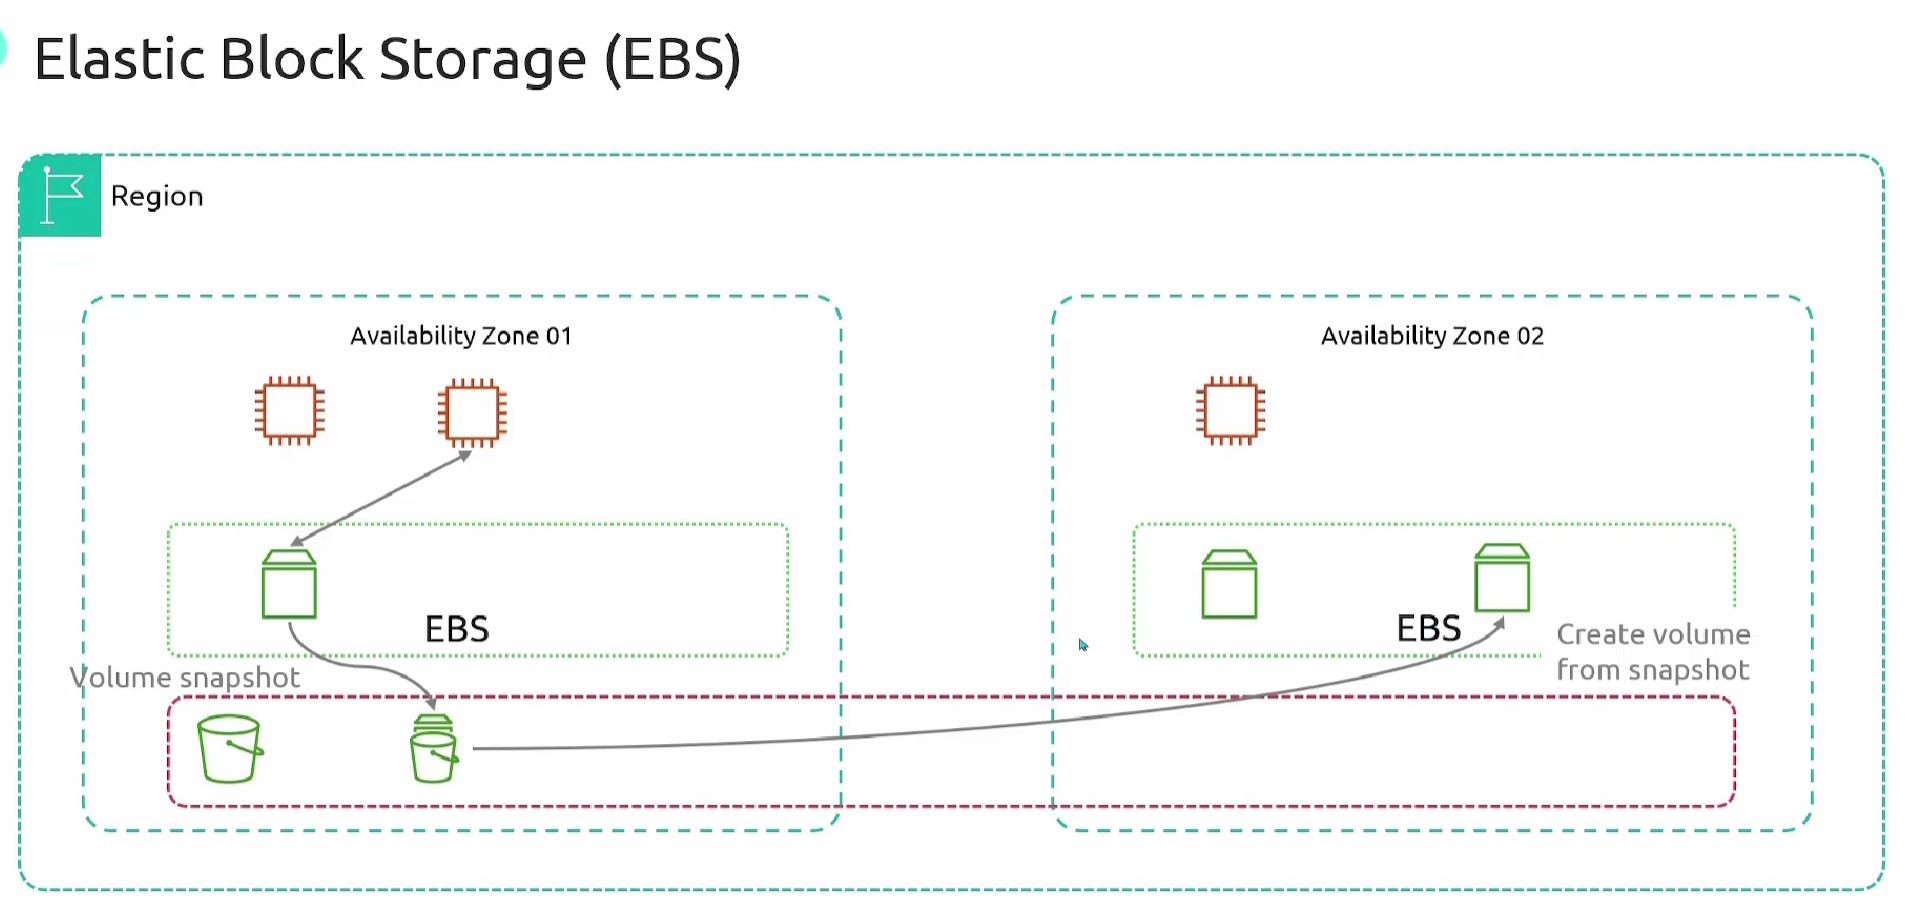 Elastic Block Storage (EBS)
Region
Availability Zone 01
Availability Zone 02
EBS
EBS
Create volume
from snapshot
Volume snapshot